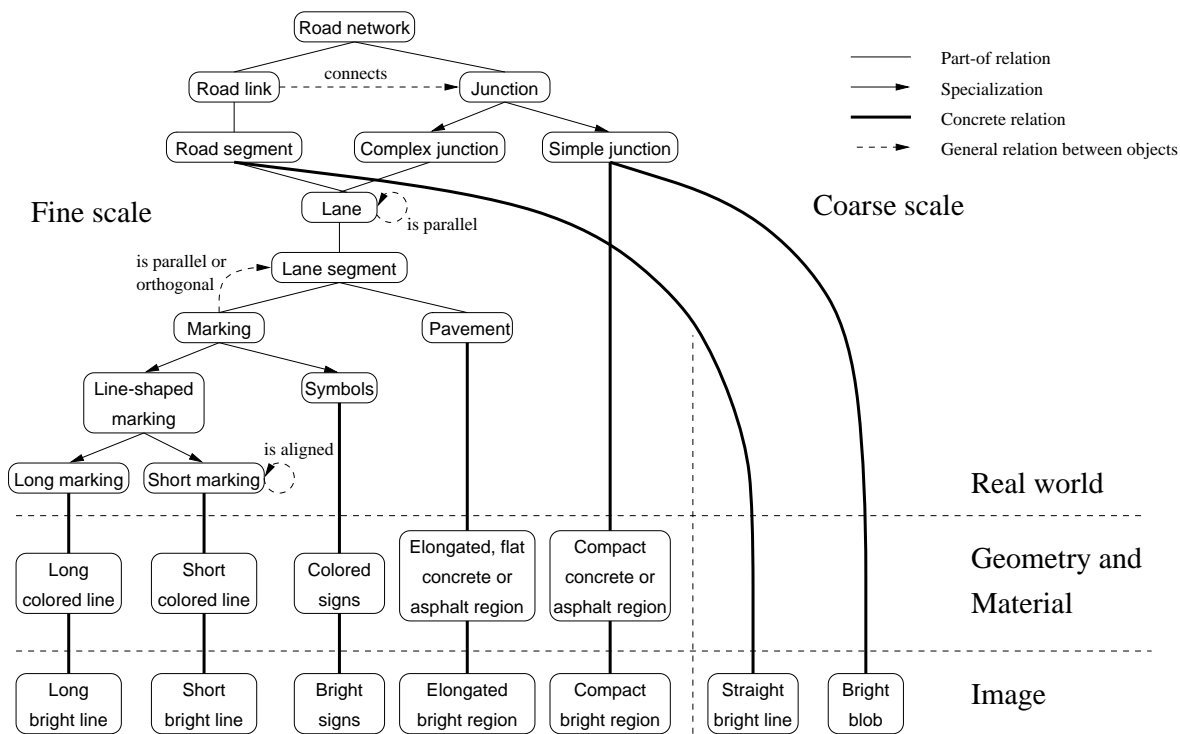 Road network
Part-of relation
connects
Road link
Junction
Specialization
Concrete relation
Road segment
Complex junction
Simple junction
General relation between objects
Fine scale
Lane
Coarse scale
is parallel
is parallel or
orthogonal
Lane segment
Marking
Pavement
Line-shaped
marking
Symbols
is aligned
Long marking
Short marking
Real world
Long
colored line
Short
colored line
Colored
signs
Elongated, flat
concrete or
asphalt region
Compact
concrete or
asphalt region
Geometry and
Material
Long
bright line
Short
bright line
Bright
signs
Elongated
bright region
Compact
bright region
Straight
bright line
Bright
blob
Image